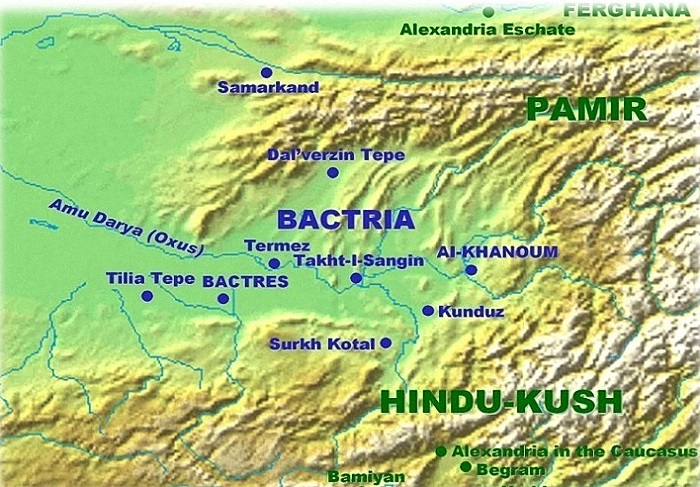 FERGHANA
Alexandria Eschate
Samarkand
PAMIR
Dal'verzin Tepe
BACTRIA
Amu Darya (Oxus)
Termez
Takht-I-Sangin
AI-KHANOUM
Tilia Tepe
BACTRES
Kunduz
Surkh Kotal
HINDU-KUSH
Alexandria in the Caucasus
Begram
Bamiyán